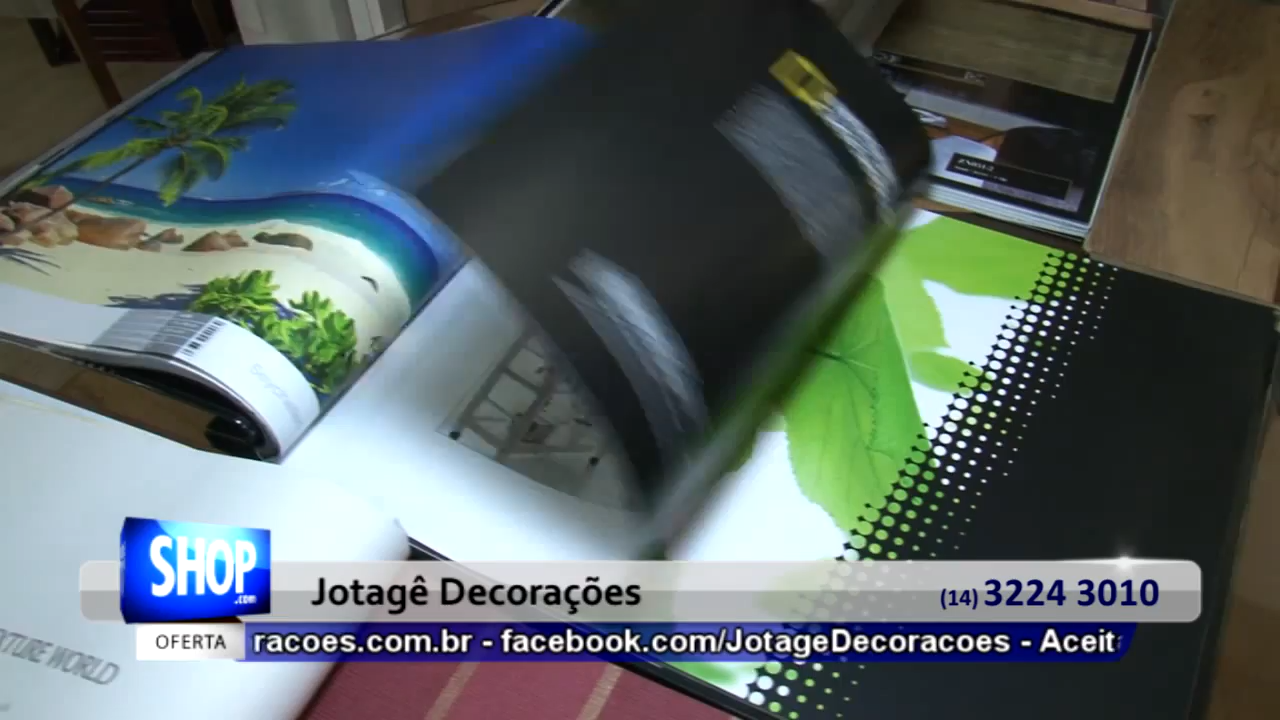 SHOP
.com
Jotagê Decorações
(14) 3224 3010
OFERTA
racoes.com.br - facebook.com/JotageDecoracoes - Aceit
TURE WORLD